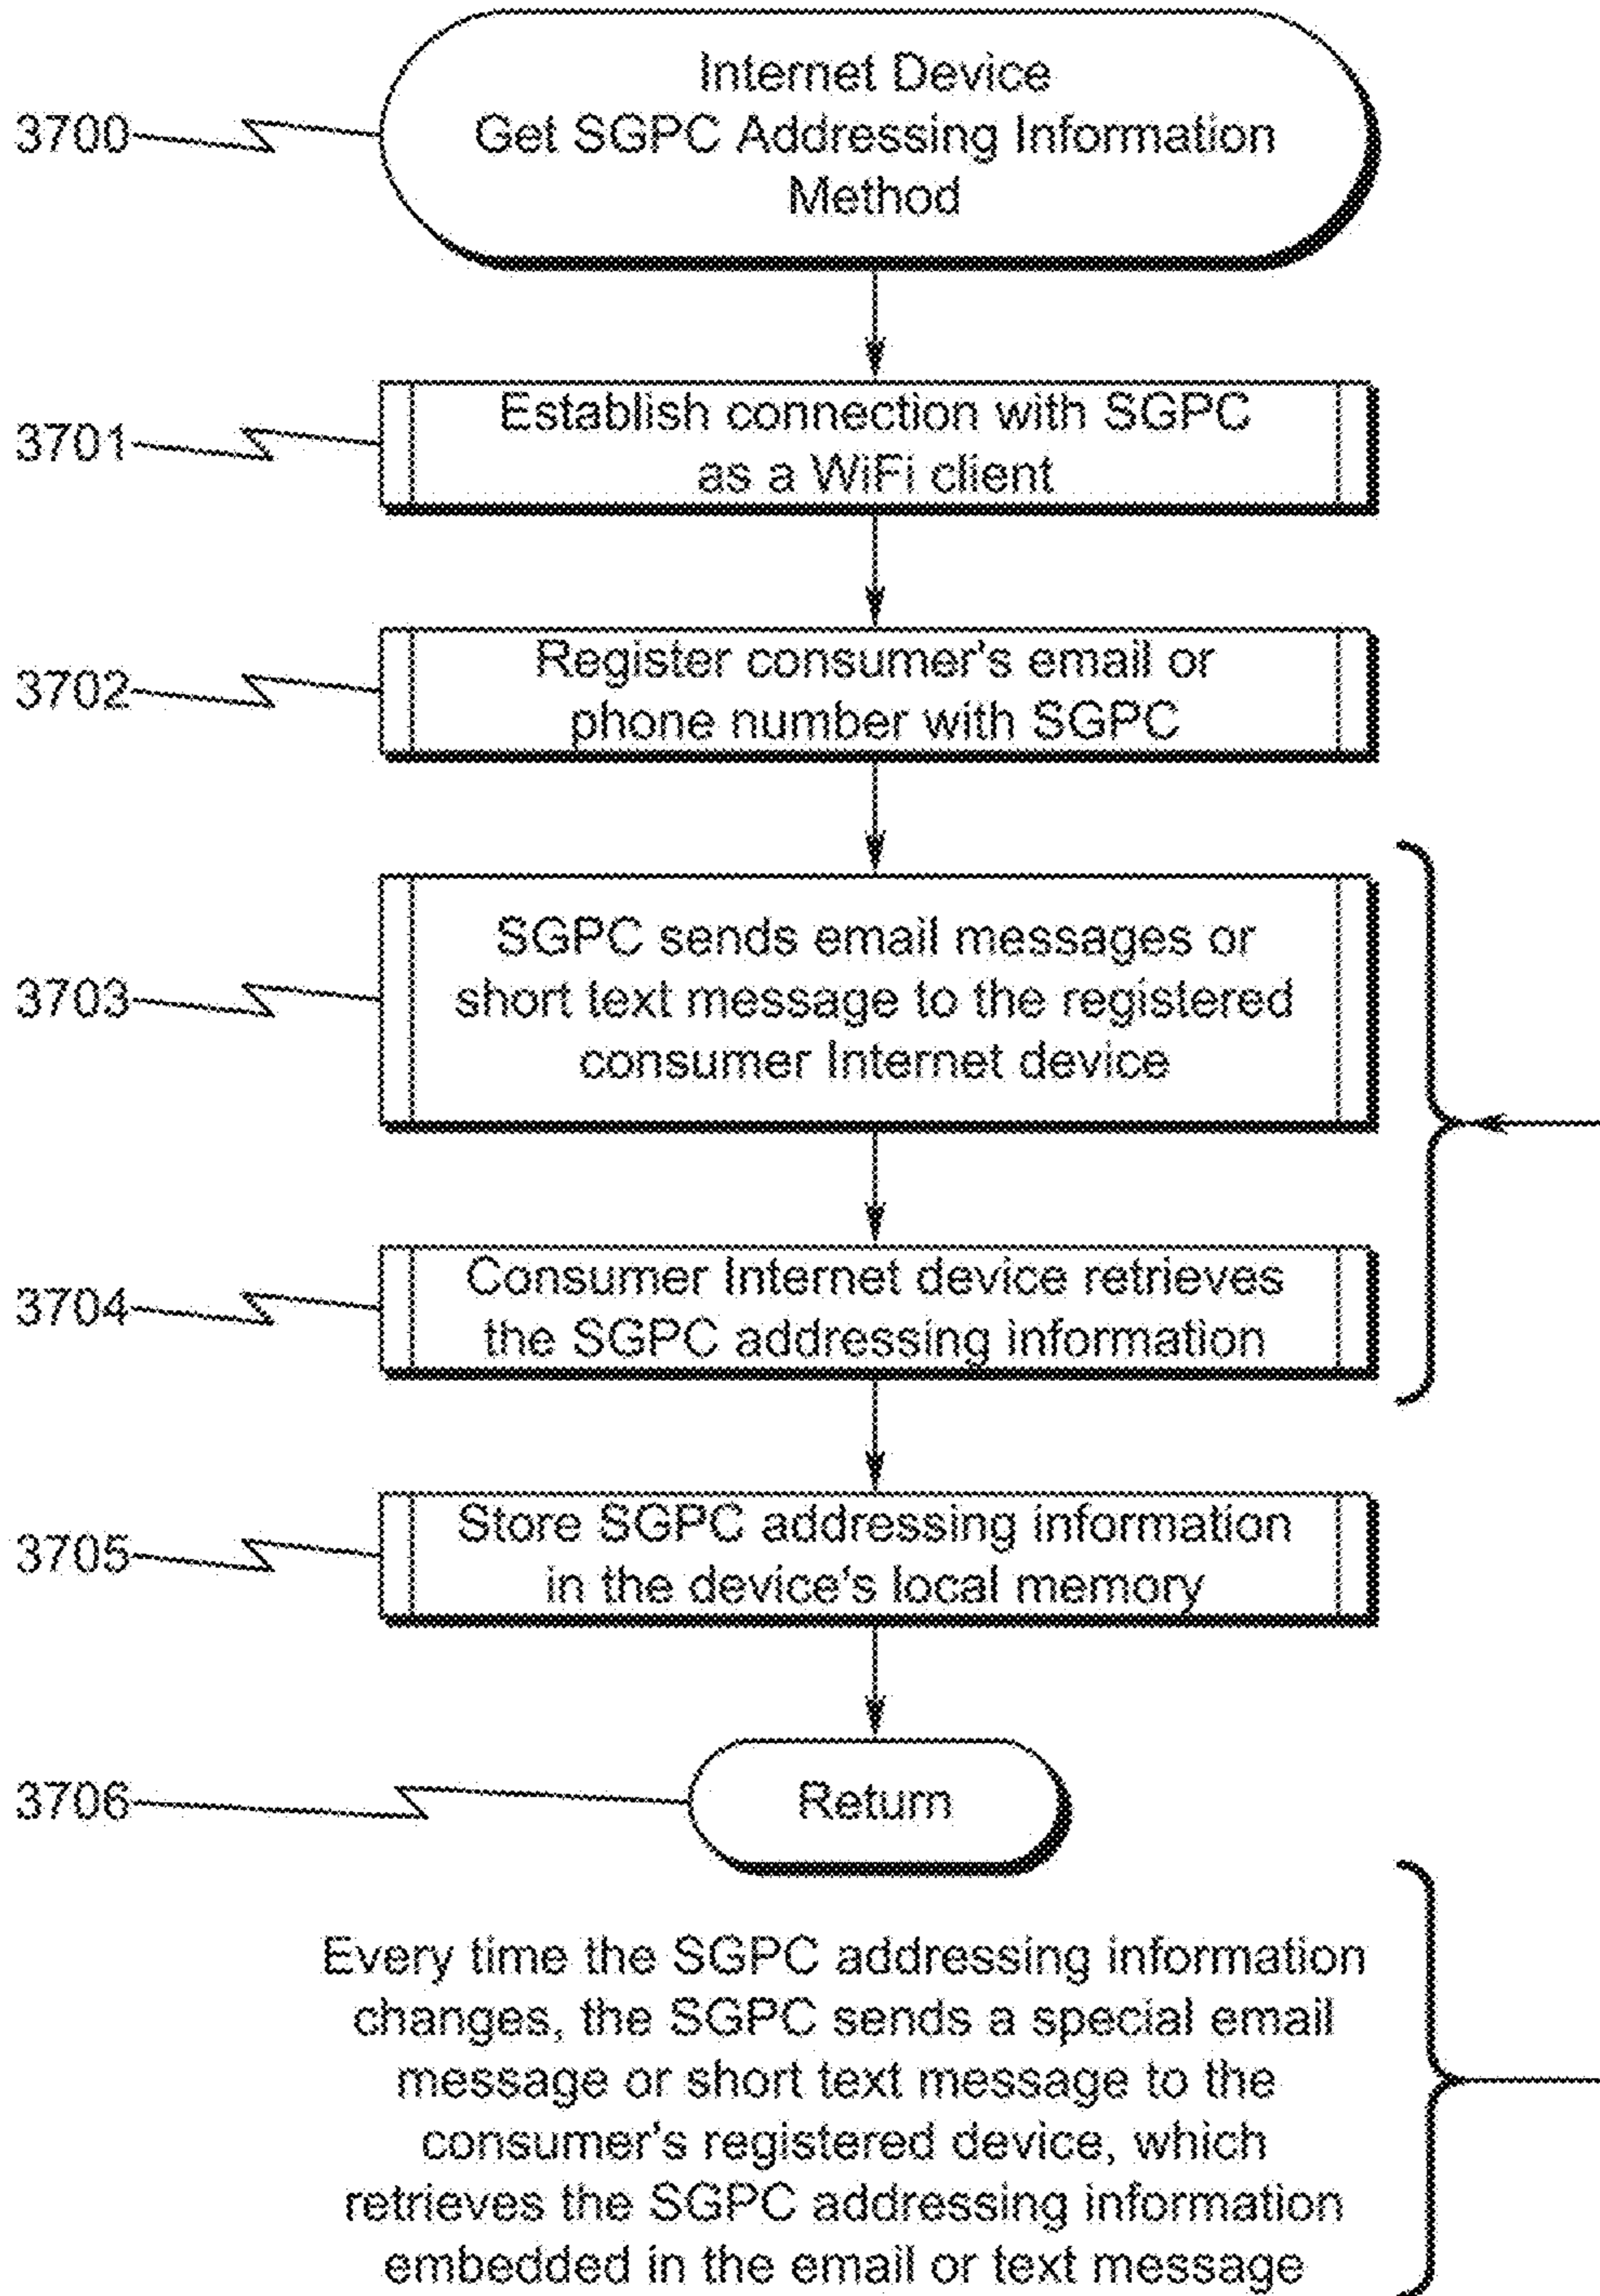 Internet Device
3700
Get SGPC Addressing Information
Method
3701
Establish connection with SGPC
as a WiFi client
3702
Register consumer's email or
phone number with SGPC
3703
SGPC sends email messages or
short text message to the registered
consumer Internet device
3704
Consumer Internet device retrieves
the SGPC addressing information
3705
Store SGPC addressing information
in the device's local memory
3706
Return
Every time the SGPC addressing information
changes, the SGPC sends a special email
message or short text message to the
consumer's registered device, which
retrieves the SGPC addressing information
embedded in the email or text message